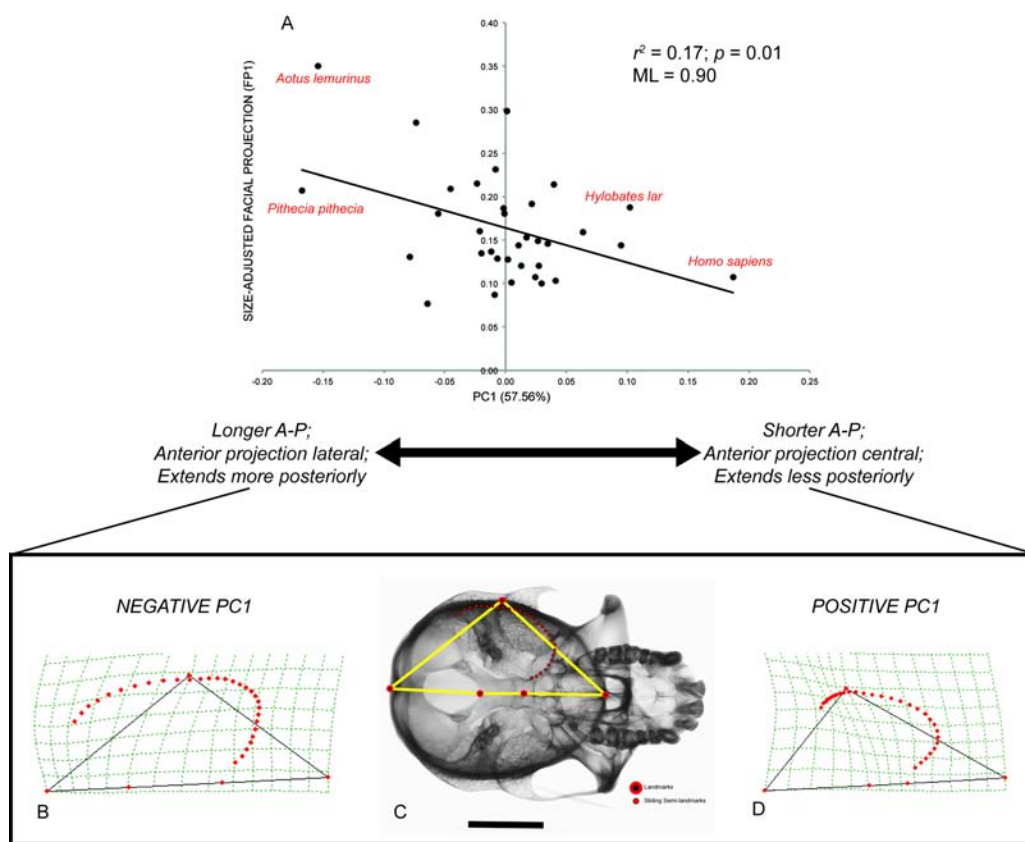 A
SIZE-ADJUSTED FACIAL PROJECTION (FP1)
0.40
0.35
0.30
0.25
0.20
0.15
0.10
0.05
0.00
r² = 0.17; p = 0.01
ML = 0.90
Aotus lemurinus
Pithecia pithecia
Hylobates lar
Homo sapiens
-0.20
-0.15
-0.10
-0.05
0.00
0.05
0.10
0.15
0.20
0.25
PC1 (57.56%)
Longer A-P;
Anterior projection lateral;
Extends more posteriorly
Shorter A-P;
Anterior projection central;
Extends less posteriorly
NEGATIVE PC1
B
C
Landmarks
Sliding Semi-landmarks
POSITIVE PC1
D